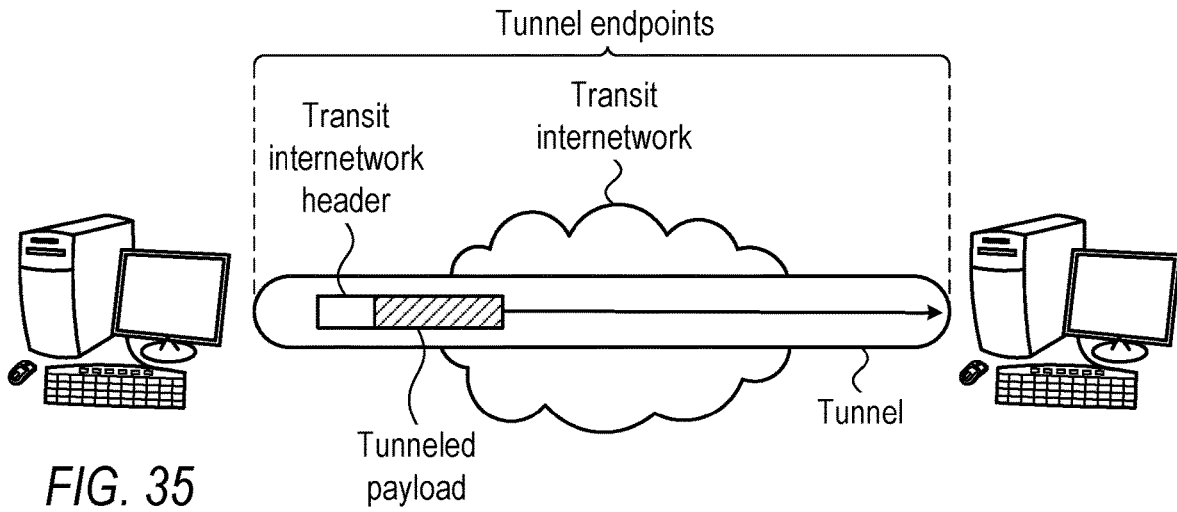 Tunnel endpoints
Transit
internetwork
header
Transit
internetwork
Tunnel
Tunneled
payload
FIG. 35